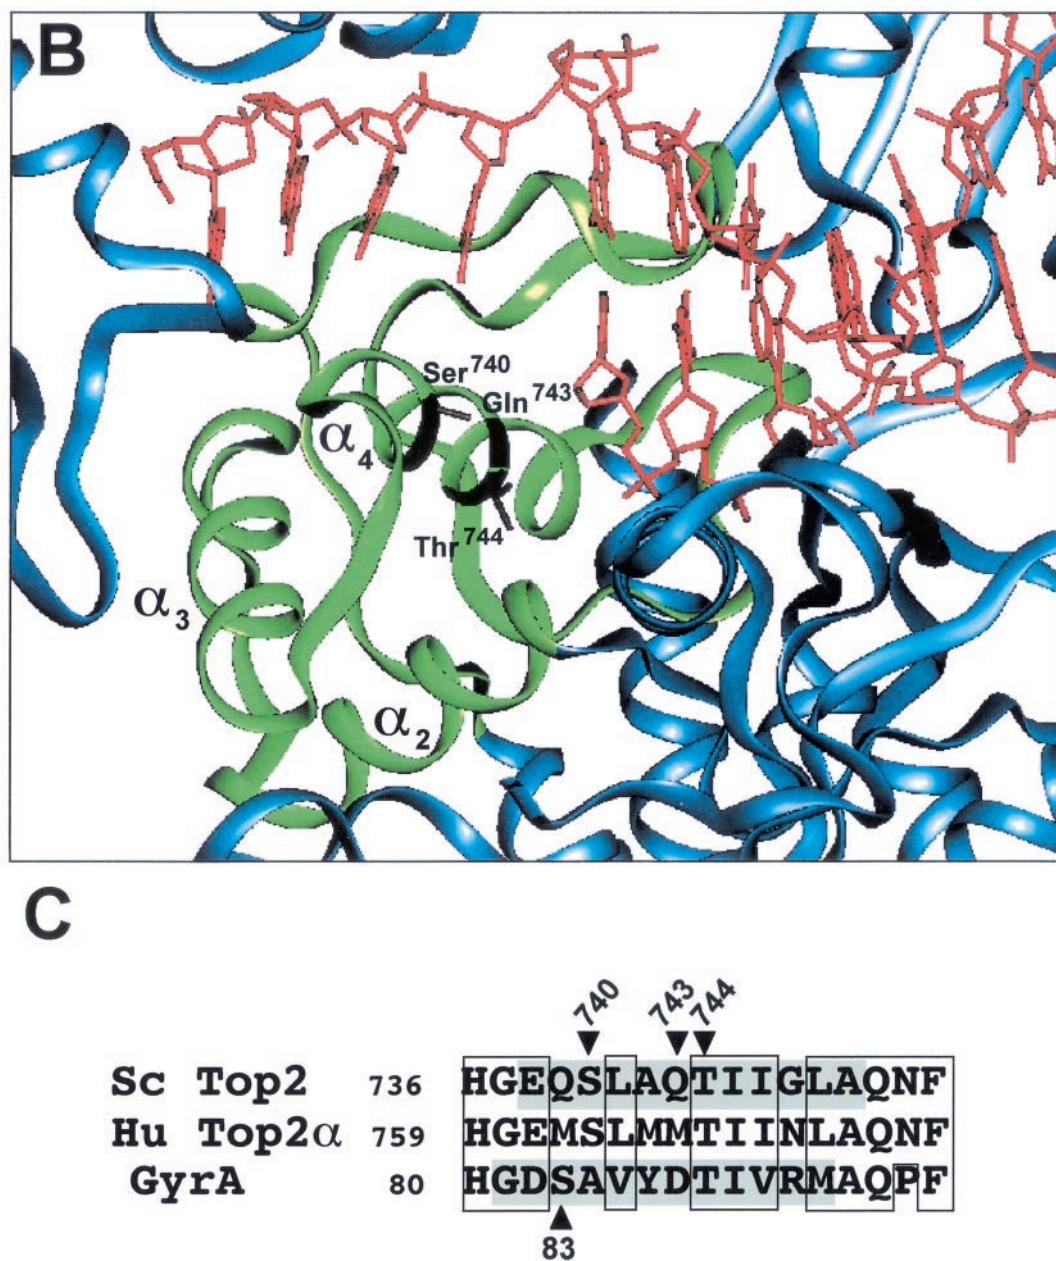 B
Ser740
Gln743
α4
Thr744
α3
α2
C
740 743 744
Sc Top2 736 HGEQSLAQTIIGLAQNF
Hu Top2α 759 HGEMSLMMTIINLAQNF
GyrA 80 HGDSAVYDTIVRMAQPF
83